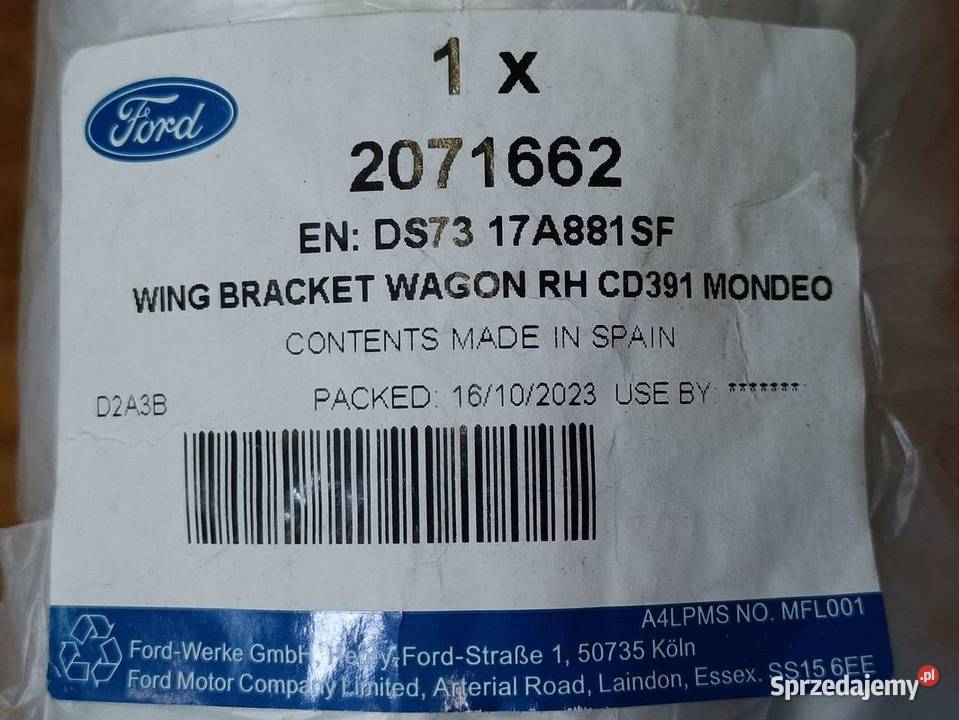 Ford
1 x
2071662
EN: DS73 17A881SF
WING BRACKET WAGON RH CD391 MONDEO
CONTENTS MADE IN SPAIN
D2A3B PACKED: 16/10/2023 USE BY: *******
A4LPMS NO. MFL001
Ford-Werke GmbH, Henry-Ford-Straße 1, 50735 Köln
Ford Motor Company Limited, Arterial Road, Laindon, Essex. SS15 6EE
Sprzedajemy.pl